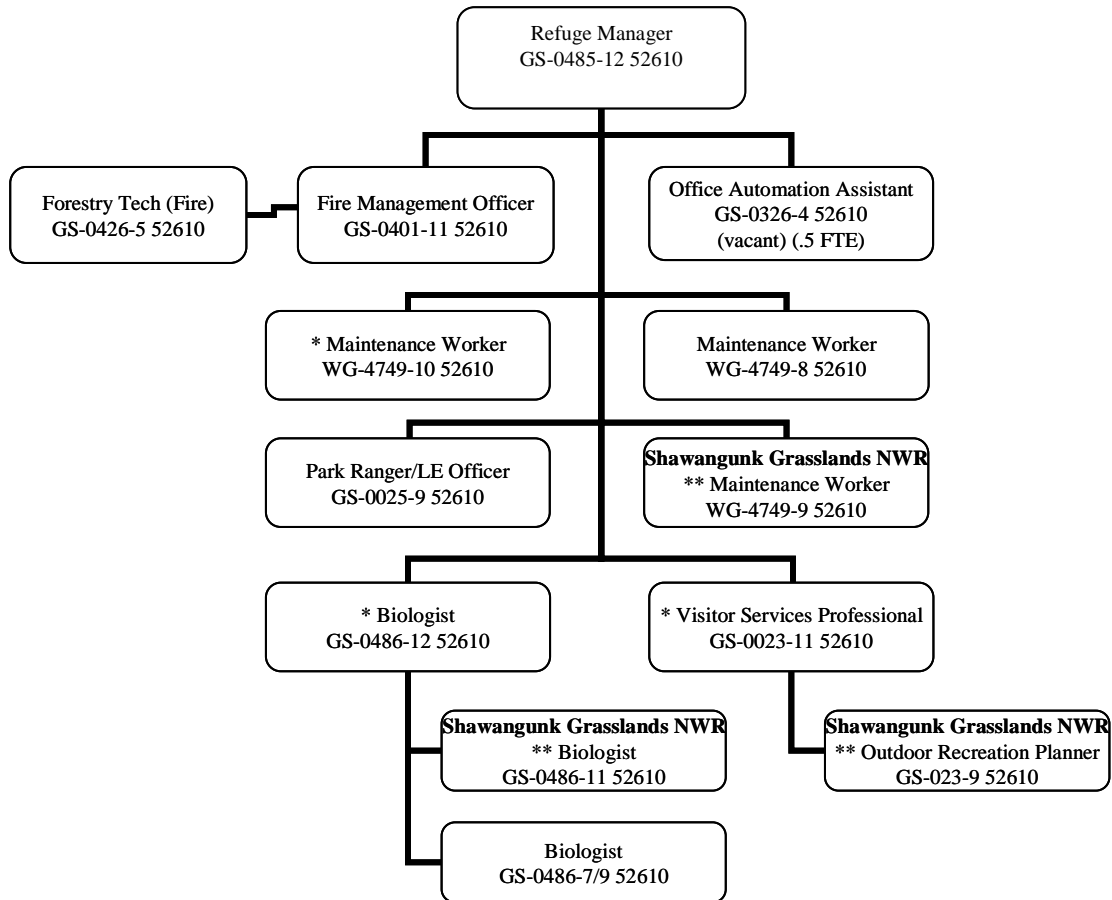 Refuge Manager
GS-0485-12 52610
Forestry Tech (Fire)
GS-0426-5 52610
Fire Management Officer
GS-0401-11 52610
Office Automation Assistant
GS-0326-4 52610
(vacant) (.5 FTE)
* Maintenance Worker
WG-4749-10 52610
Maintenance Worker
WG-4749-8 52610
Park Ranger/LE Officer
GS-0025-9 52610
Shawangunk Grasslands NWR
** Maintenance Worker
WG-4749-9 52610
* Biologist
GS-0486-12 52610
* Visitor Services Professional
GS-0023-11 52610
Shawangunk Grasslands NWR
** Biologist
GS-0486-11 52610
Shawangunk Grasslands NWR
** Outdoor Recreation Planner
GS-023-9 52610
Biologist
GS-0486-7/9 52610